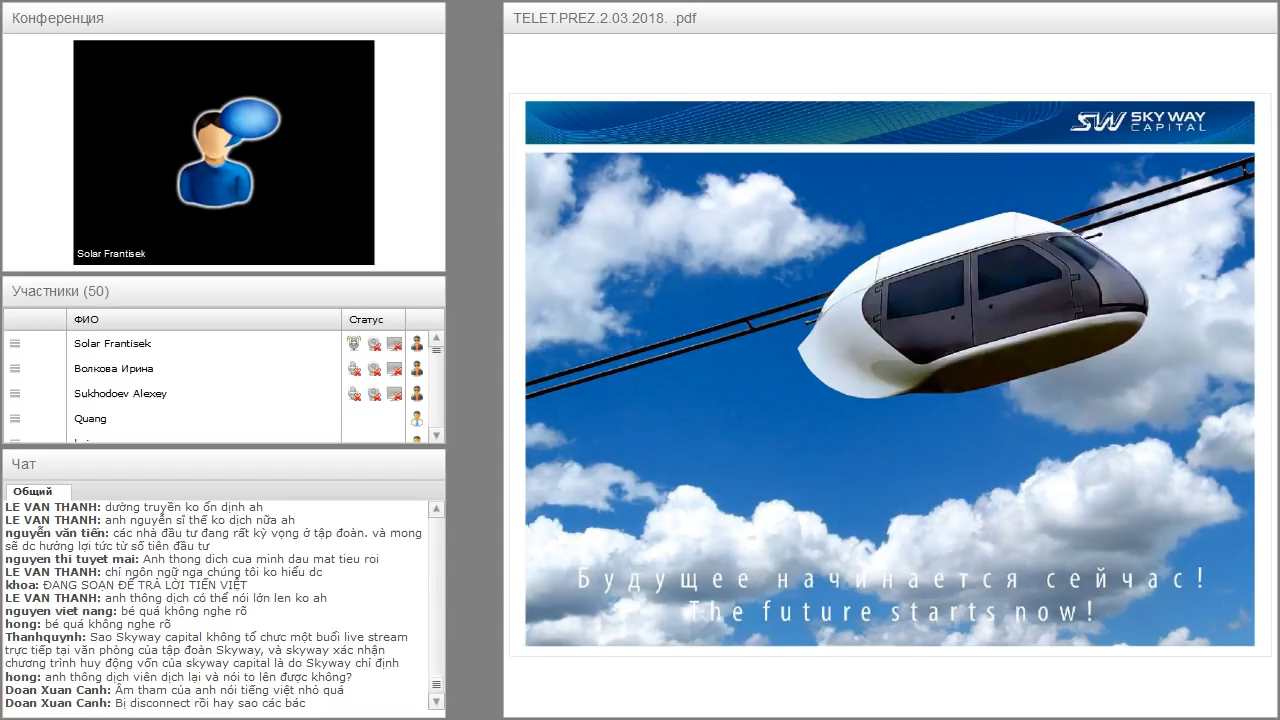 Конференция
Solar Frantisek
Участники (50)
ФИО Статус
Solar Frantisek
Волкова Ирина
Sukhodoev Alexey
Quang
Чат
Общий
LE VAN THANH: dường truyền ko ổn dịnh ah
LE VAN THANH: anh nguyễn sĩ thế ko dịch nữa ah
nguyễn văn tiến: các nhà đầu tư đang rất kỳ vọng ở tập đoàn. và mong
sẽ dc hướng lợi tức từ số tiên đầu tư
nguyen thi tuyet mai: Anh thong dich cua minh dau mat tieu roi
LE VAN THANH: chỉ ngôn ngữ nga chúng tôi ko hiểu dc
khoa: ĐANG SOẠN ĐỂ TRẢ LỜI TIẾN VIẾT
LE VAN THANH: anh thông dịch có thể nói lớn len ko ah
nguyen viet nang: bé quá không nghe rõ
hong: bé quá không nghe rõ
Thanhquynh: Sao Skyway capital không tổ chưc một buổi live stream
trực tiếp tại văn phòng của tập đoàn Skyway, và skyway xác nhận
chương trình huy động vốn của skyway capital là do Skyway chỉ định
hong: anh thông dịch viên dịch lại và nói to lên được không?
Doan Xuan Canh: Âm tham của anh nói tiếng việt nhỏ quá
Doan Xuan Canh: Bị disconnect rồi hay sao các bác
TELET.PREZ.2.03.2018. .pdf
SW SKY WAY
CAPITAL
Будущее начинается сейчас!
The future starts now!